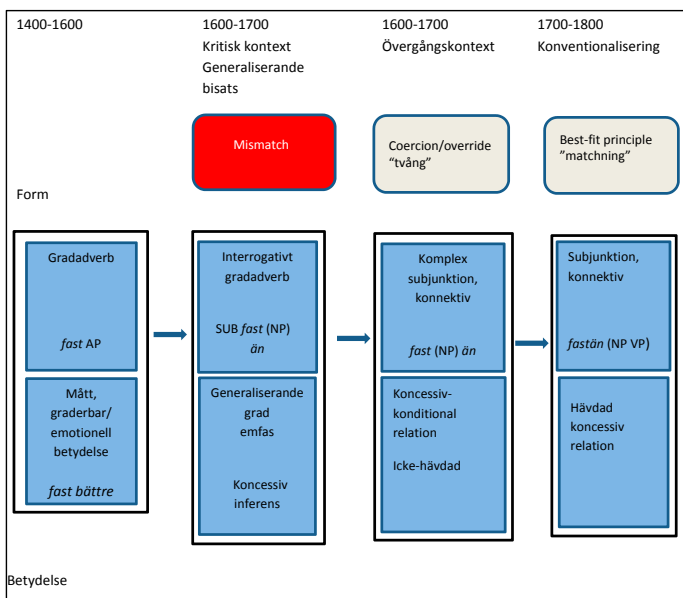 1400-1600
1600-1700
Kritisk kontext
Generaliserande
bisats
1600-1700
Övergångskontext
1700-1800
Konventionalisering
Mismatch
Coercion/override
“tvång”
Best-fit principle
”matchning”
Form
Gradadverb
fast AP
Interrogativt
gradadverb
SUB fast (NP)
än
Komplex
subjunktion,
konnektiv
fast (NP) än
Subjunktion,
konnektiv
fastän (NP VP)
Mått,
graderbar/
emotionell
betydelse
fast bättre
Generaliserande
grad
emfas
Koncessiv
inferens
Koncessiv-
konditional
relation
Icke-hävdad
Hävdad
koncessiv
relation
Betydelse